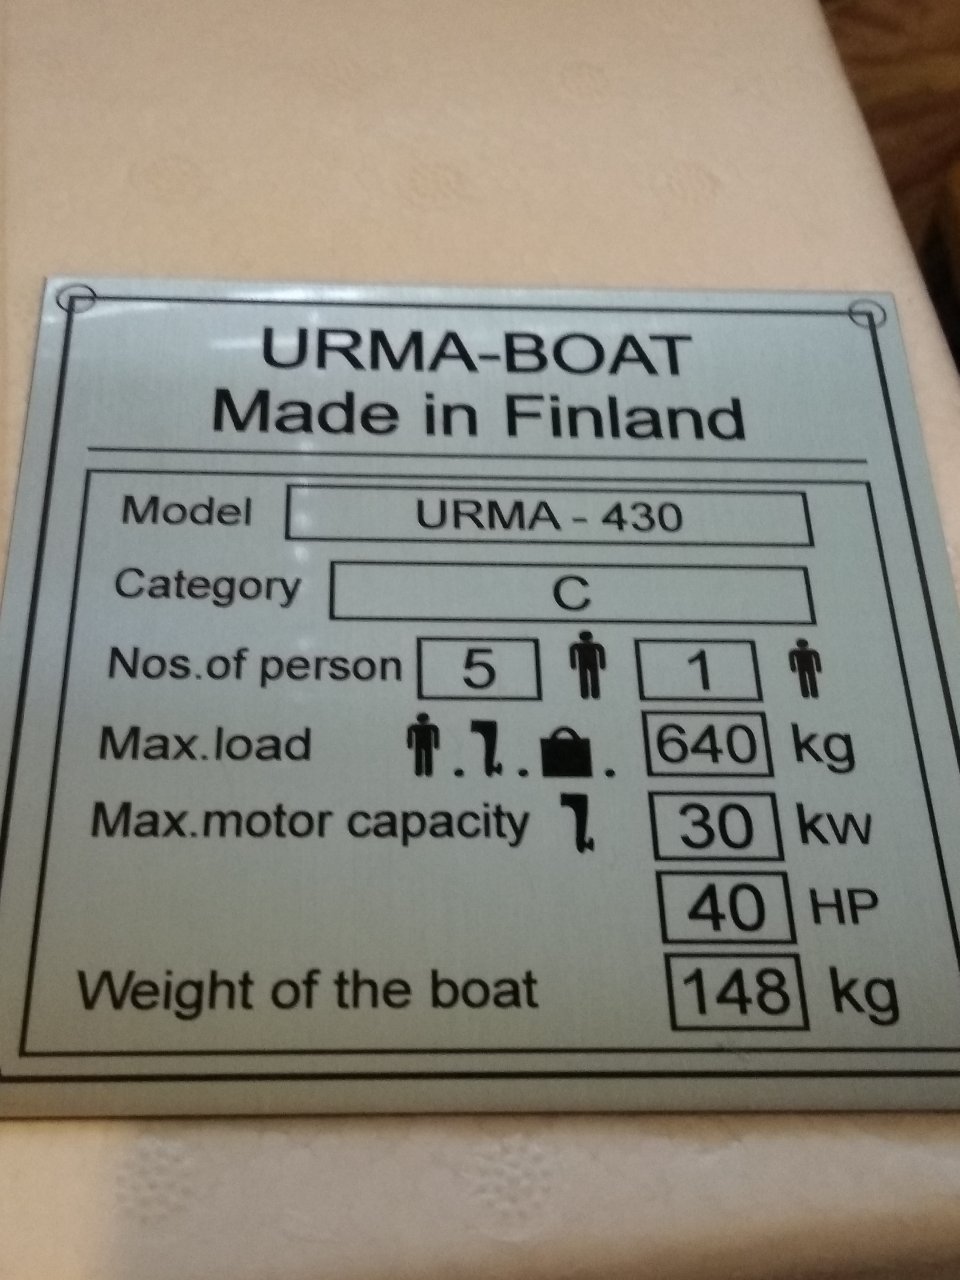 URMA-BOAT
Made in Finland
Model URMA - 430
Category C
Nos.of person 5 1
Max.load . . . 640 kg
Max.motor capacity 30 kw
40 HP
Weight of the boat 148 kg